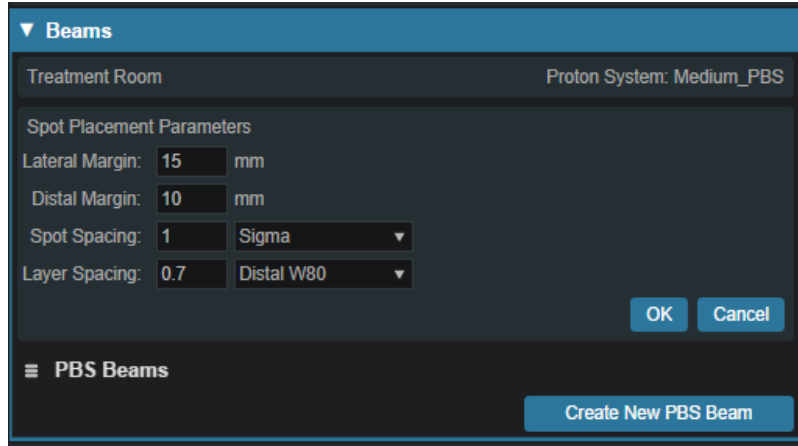 Beams
Treatment Room Proton System: Medium_PBS
Spot Placement Parameters
Lateral Margin: 15 mm
Distal Margin: 10 mm
Spot Spacing: 1 Sigma
Layer Spacing: 0.7 Distal W80
OK Cancel
PBS Beams
Create New PBS Beam